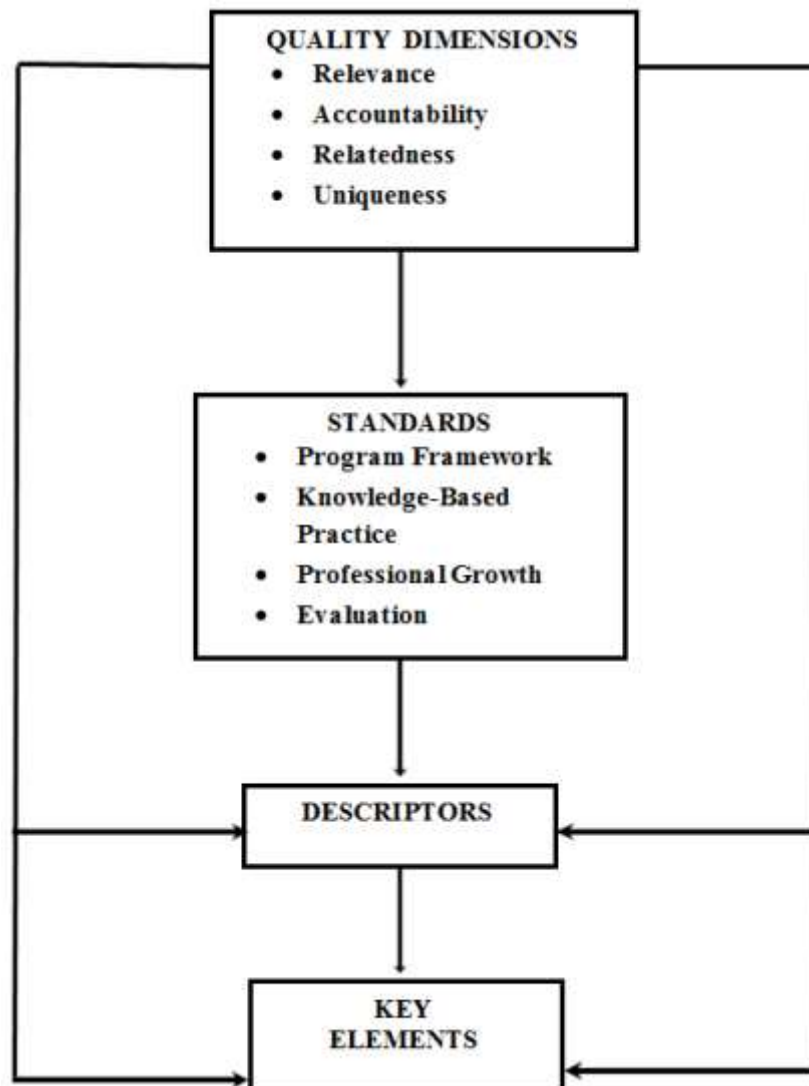 QUALITY DIMENSIONS
• Relevance
• Accountability
• Relatedness
• Uniqueness
STANDARDS
• Program Framework
• Knowledge-Based
Practice
• Professional Growth
• Evaluation
DESCRIPTORS
KEY
ELEMENTS